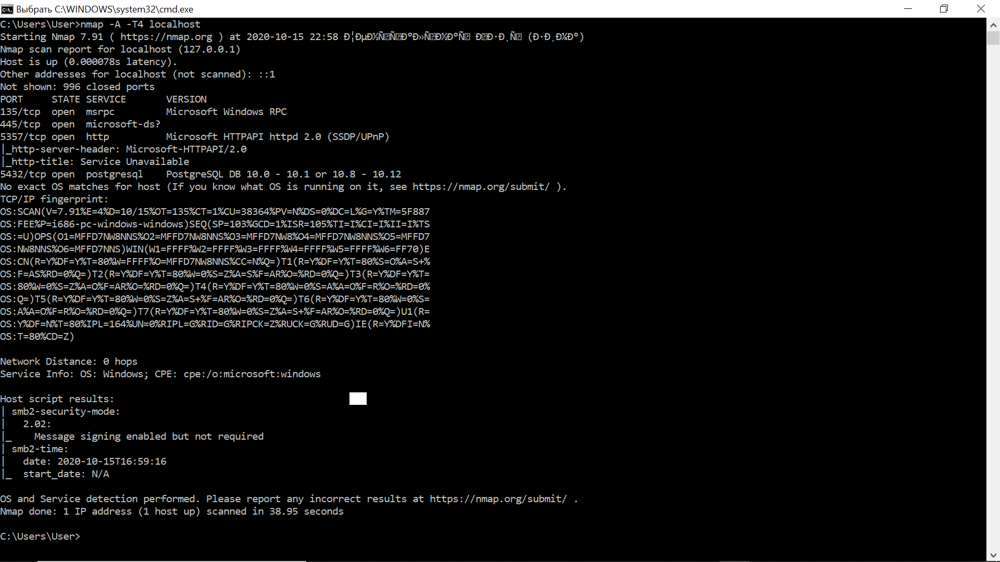 Выбрать C:\WINDOWS\system32\cmd.exe
C:\Users\User>nmap -A -T4 localhost
Starting Nmap 7.91 ( https://nmap.org ) at 2020-10-15 22:58
Nmap scan report for localhost (127.0.0.1)
Host is up (0.000078s latency).
Other addresses for localhost (not scanned): ::1
Not shown: 996 closed ports
PORT     STATE SERVICE       VERSION
135/tcp  open  msrpc         Microsoft Windows RPC
445/tcp  open  microsoft-ds?
5357/tcp open  http          Microsoft HTTPAPI httpd 2.0 (SSDP/UPnP)
|_http-server-header: Microsoft-HTTPAPI/2.0
|_http-title: Service Unavailable
5432/tcp open  postgresql    PostgreSQL DB 10.0 - 10.1 or 10.8 - 10.12
No exact OS matches for host (If you know what OS is running on it, see https://nmap.org/submit/ ).
TCP/IP fingerprint:
OS:SCAN(V=7.91%E=4%D=10/15%OT=135%CT=1%CU=38364%PV=N%DS=0%DC=L%G=Y%TM=5F887
OS:FEE%P=i686-pc-windows-windows)SEQ(SP=103%GCD=1%ISR=105%TI=I%CI=I%II=I%TS
OS:=U)OPS(O1=MFFD7NW8NNS%O2=MFFD7NW8NNS%O3=MFFD7NW8%O4=MFFD7NW8NNS%O5=MFFD7
OS:NW8NNS%O6=MFFD7NNS)WIN(W1=FFFF%W2=FFFF%W3=FFFF%W4=FFFF%W5=FFFF%W6=FF70)E
OS:CN(R=Y%DF=Y%T=80%W=FFFF%O=MFFD7NW8NNS%CC=N%Q=)T1(R=Y%DF=Y%T=80%S=O%A=S+%
OS:F=AS%RD=0%Q=)T2(R=Y%DF=Y%T=80%W=0%S=Z%A=S%F=AR%O=%RD=0%Q=)T3(R=Y%DF=Y%T=
OS:80%W=0%S=Z%A=O%F=AR%O=%RD=0%Q=)T4(R=Y%DF=Y%T=80%W=0%S=A%A=O%F=R%O=%RD=0%
OS:Q=)T5(R=Y%DF=Y%T=80%W=0%S=Z%A=S+%F=AR%O=%RD=0%Q=)T6(R=Y%DF=Y%T=80%W=0%S=
OS:A%A=O%F=R%O=%RD=0%Q=)T7(R=Y%DF=Y%T=80%W=0%S=Z%A=S+%F=AR%O=%RD=0%Q=)U1(R=
OS:Y%DF=N%T=80%IPL=164%UN=0%RIPL=G%RID=G%RIPCK=Z%RUCK=G%RUD=G)IE(R=Y%DFI=N%
OS:T=80%CD=Z)
Network Distance: 0 hops
Service Info: OS: Windows; CPE: cpe:/o:microsoft:windows
Host script results:
| smb2-security-mode:
|   2.02:
|_    Message signing enabled but not required
| smb2-time:
|   date: 2020-10-15T16:59:16
|_  start_date: N/A
OS and Service detection performed. Please report any incorrect results at https://nmap.org/submit/ .
Nmap done: 1 IP address (1 host up) scanned in 38.95 seconds
C:\Users\User>